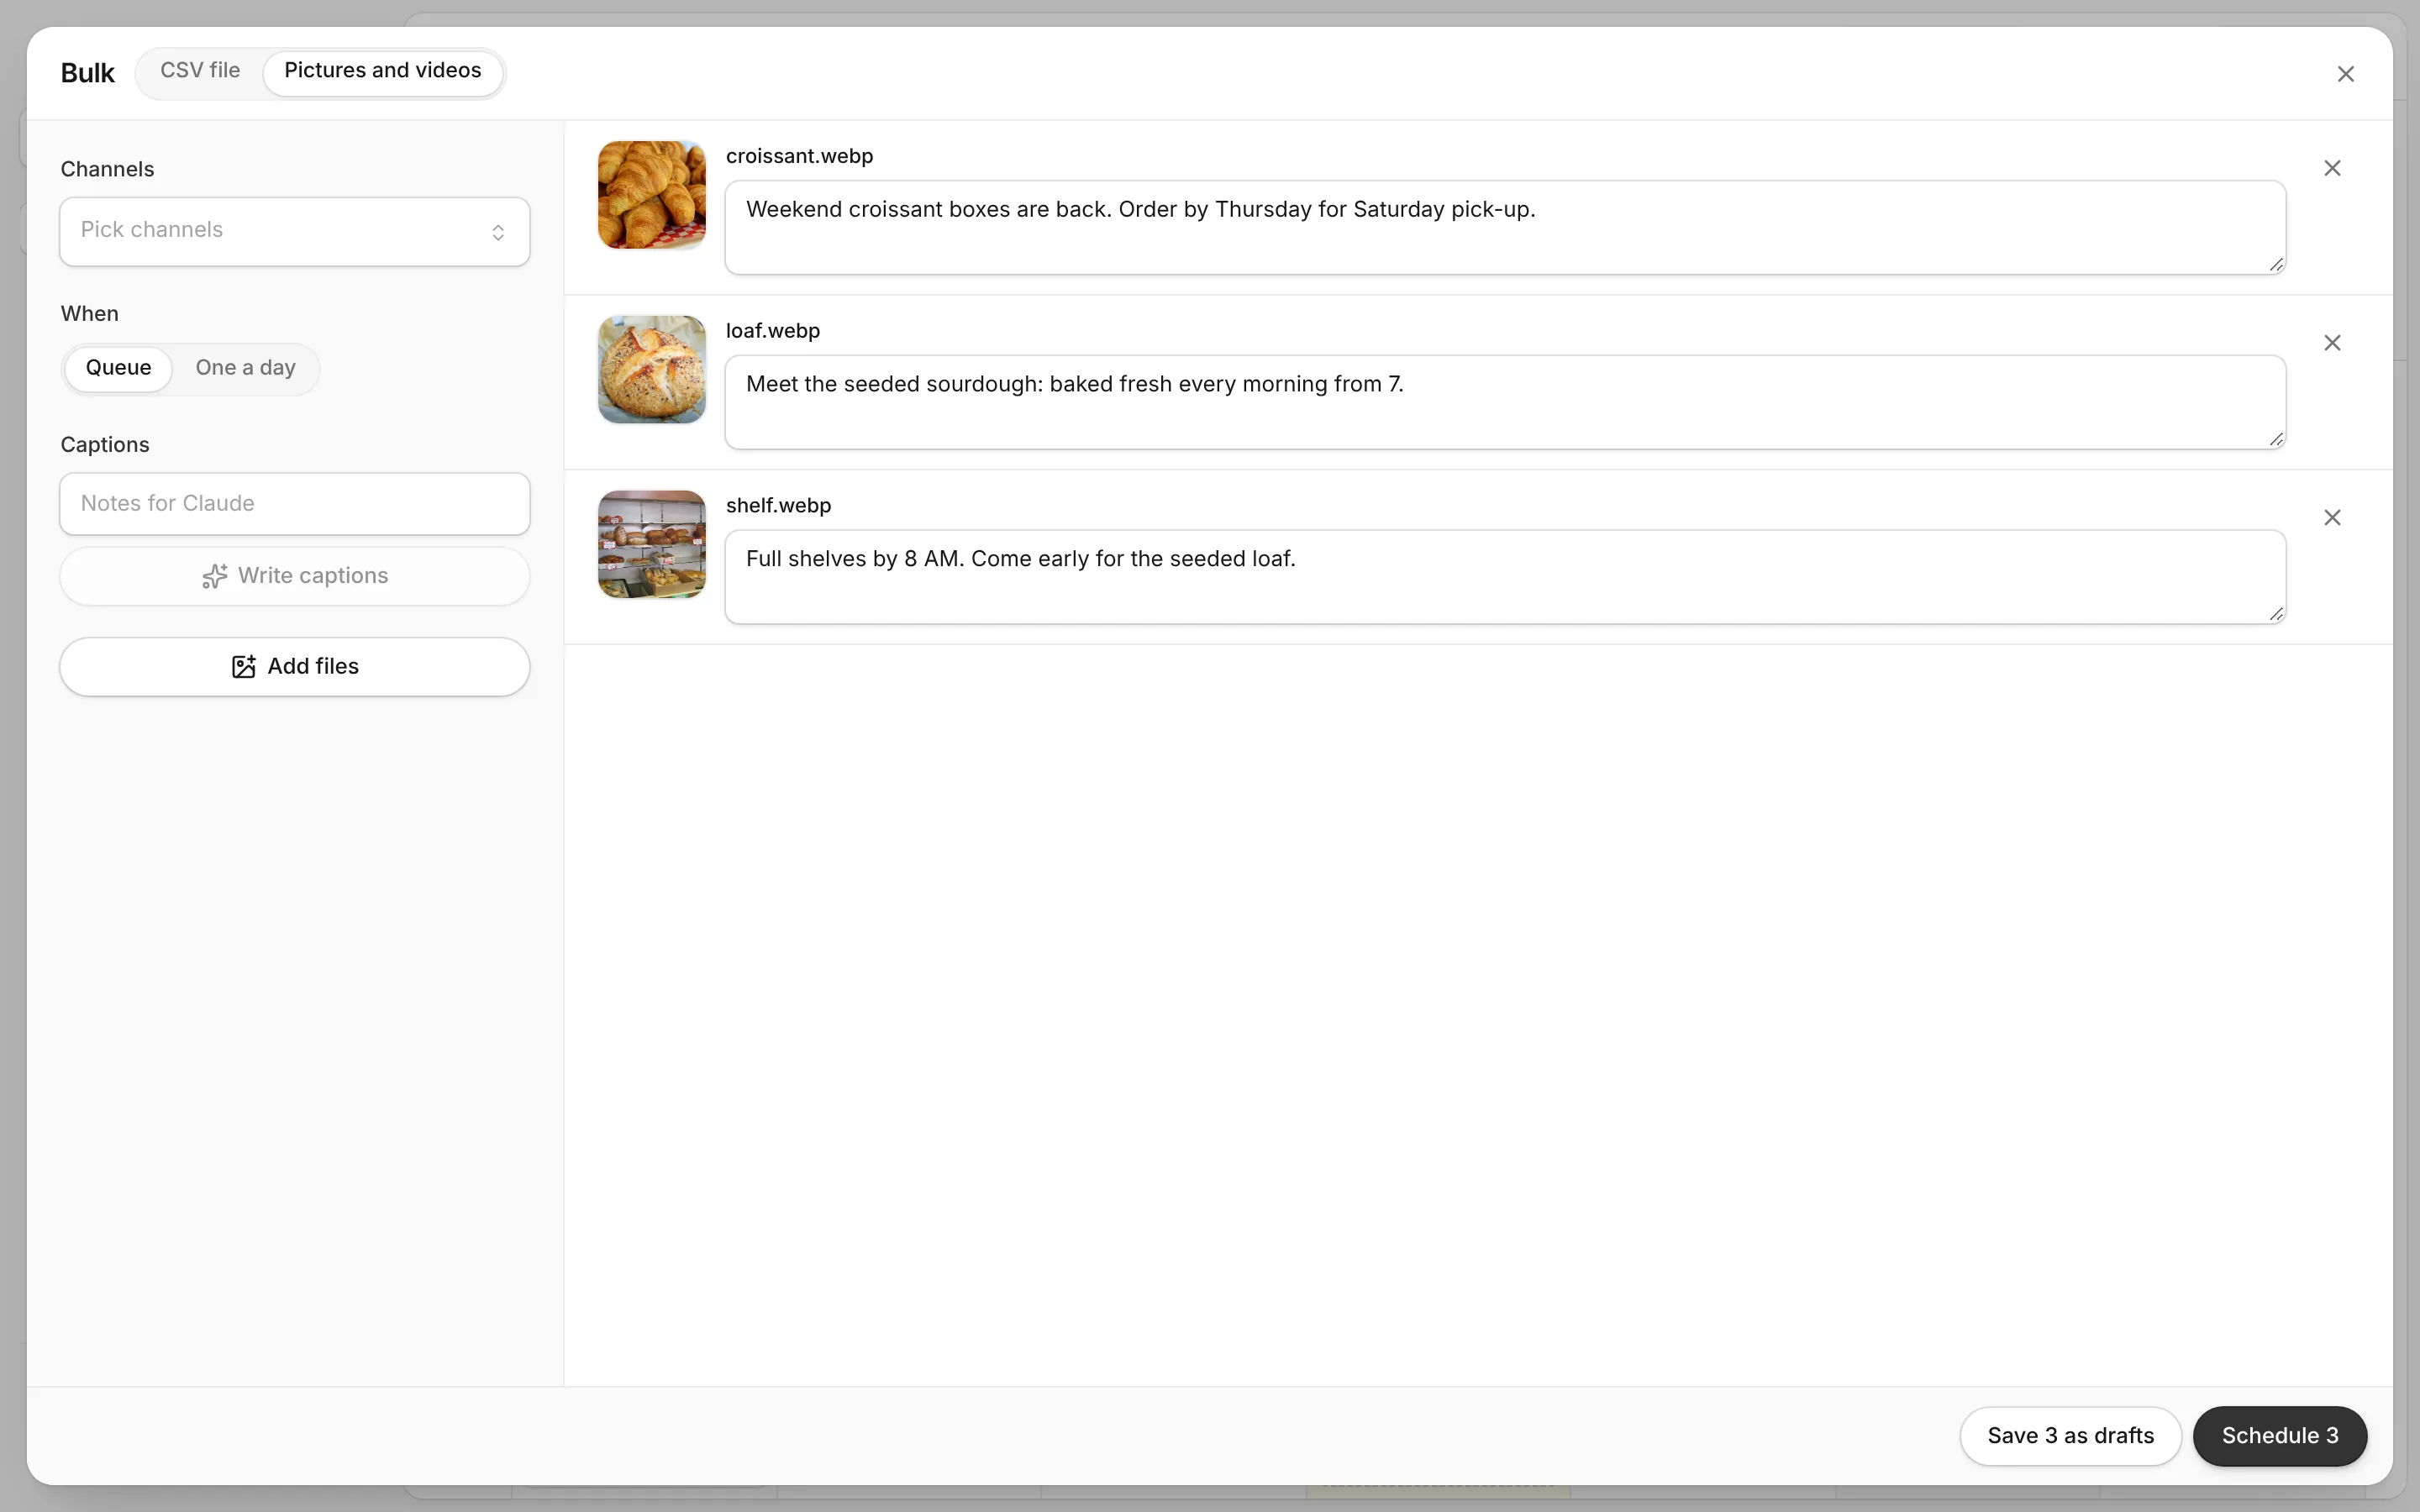 Bulk
CSV file
Pictures and videos
Channels
Pick channels
When
Queue
One a day
Captions
Notes for Claude
Write captions
Add files
croissant.webp
Weekend croissant boxes are back. Order by Thursday for Saturday pick-up.
loaf.webp
Meet the seeded sourdough: baked fresh every morning from 7.
shelf.webp
Full shelves by 8 AM. Come early for the seeded loaf.
Save 3 as drafts
Schedule 3